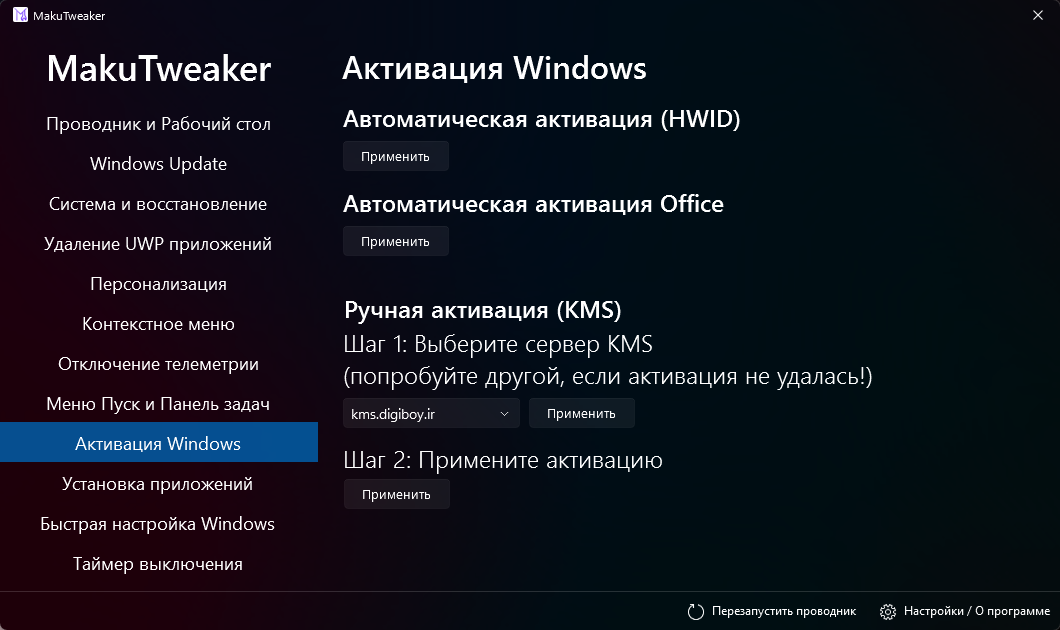 MakuTweaker
MakuTweaker
Проводник и Рабочий стол
Windows Update
Система и восстановление
Удаление UWP приложений
Персонализация
Контекстное меню
Отключение телеметрии
Меню Пуск и Панель задач
Активация Windows
Установка приложений
Быстрая настройка Windows
Таймер выключения
Активация Windows
Автоматическая активация (HWID)
Применить
Автоматическая активация Office
Применить
Ручная активация (KMS)
Шаг 1: Выберите сервер KMS
(попробуйте другой, если активация не удалась!)
kms.digiboy.ir
Применить
Шаг 2: Примените активацию
Применить
Перезапустить проводник
Настройки / О программе